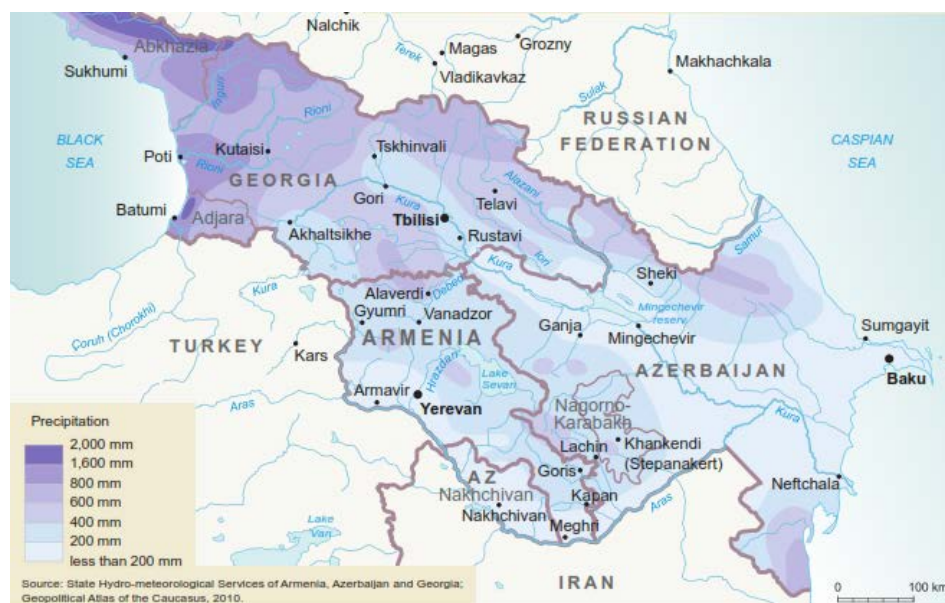 Nalchik
Abkhazia
Sukhumi
Terek
Magas
Grozny
Vladikavkaz
Makhachkala
Sulak
Inguri
Rioni
RUSSIAN
FEDERATION
BLACK
SEA
CASPIAN
SEA
Poti
Kutaisi
Rioni
Tskhinvali
GEORGIA
Alazani
Gori
Kura
Telavi
Batumi
Adjara
Tbilisi
Akhaltsikhe
Rustavi
Iori
Samur
Kura
Sheki
Kura
Alaverdi
Debed
Mingechevir
reserv.
Gyumri
Vanadzor
Ganja
Mingechevir
Çoruh (Chorokhi)
ARMENIA
Sumgayit
TURKEY
Kars
Hrazdan
Lake
Sevan
AZERBAIJAN
Baku
Armavir
Nagorno-
Karabakh
Aras
Yerevan
Kura
Precipitation
2,000 mm
1,600 mm
800 mm
600 mm
400 mm
200 mm
less than 200 mm
Lachin
Khankendi
(Stepanakert)
Goris
AZ
Nakhchivan
Kapan
Aras
Neftchala
Nakhchivan
Meghri
Lake
Van
IRAN
0 100 km
Source: State Hydro-meteorological Services of Armenia, Azerbaijan and Georgia;
Geopolitical Atlas of the Caucasus, 2010.